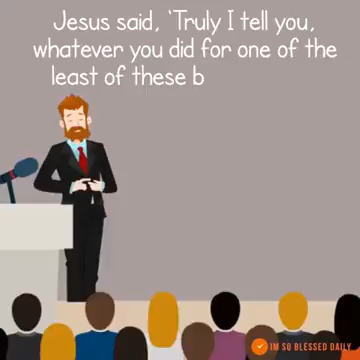 Jesus said, 'Truly I tell you,
whatever you did for one of the
least of these b
IM SO BLESSED DAILY